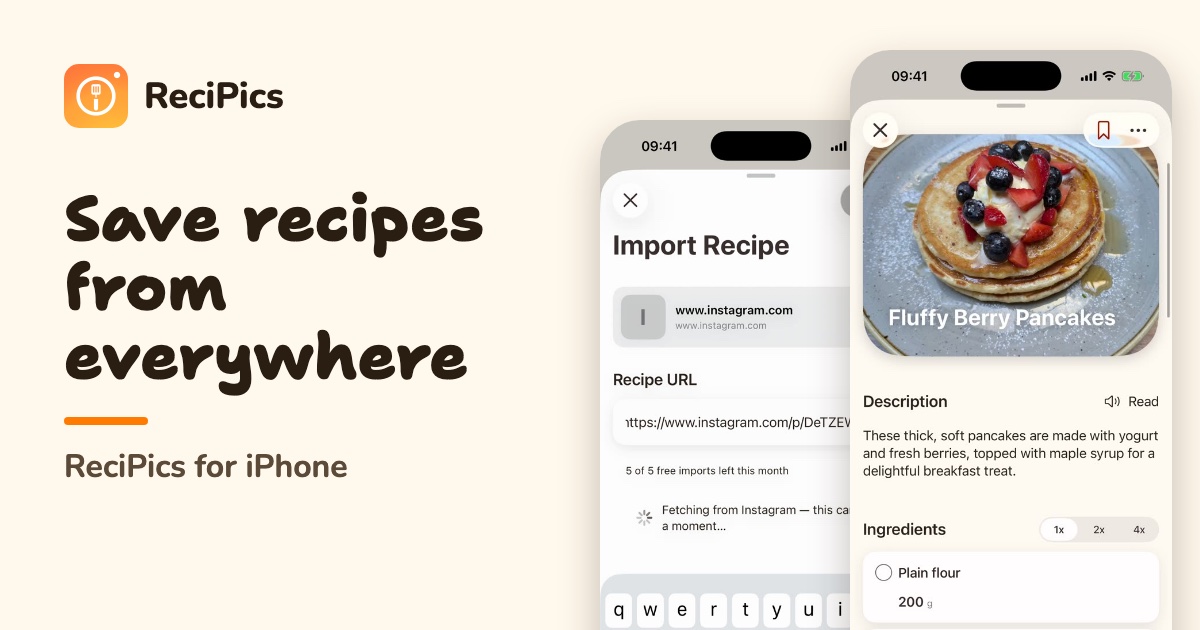 ReciPics
Save recipes
from
everywhere
ReciPics for iPhone
09:41
Import Recipe
I
www.instagram.com
www.instagram.com
Recipe URL
https://www.instagram.com/p/DeTZEW
5 of 5 free imports left this month
Fetching from Instagram — this ca
a moment...
q w e r t y u i
09:41
Fluffy Berry Pancakes
Description
Read
These thick, soft pancakes are made with yogurt
and fresh berries, topped with maple syrup for a
delightful breakfast treat.
Ingredients
1x 2x 4x
Plain flour
200 g